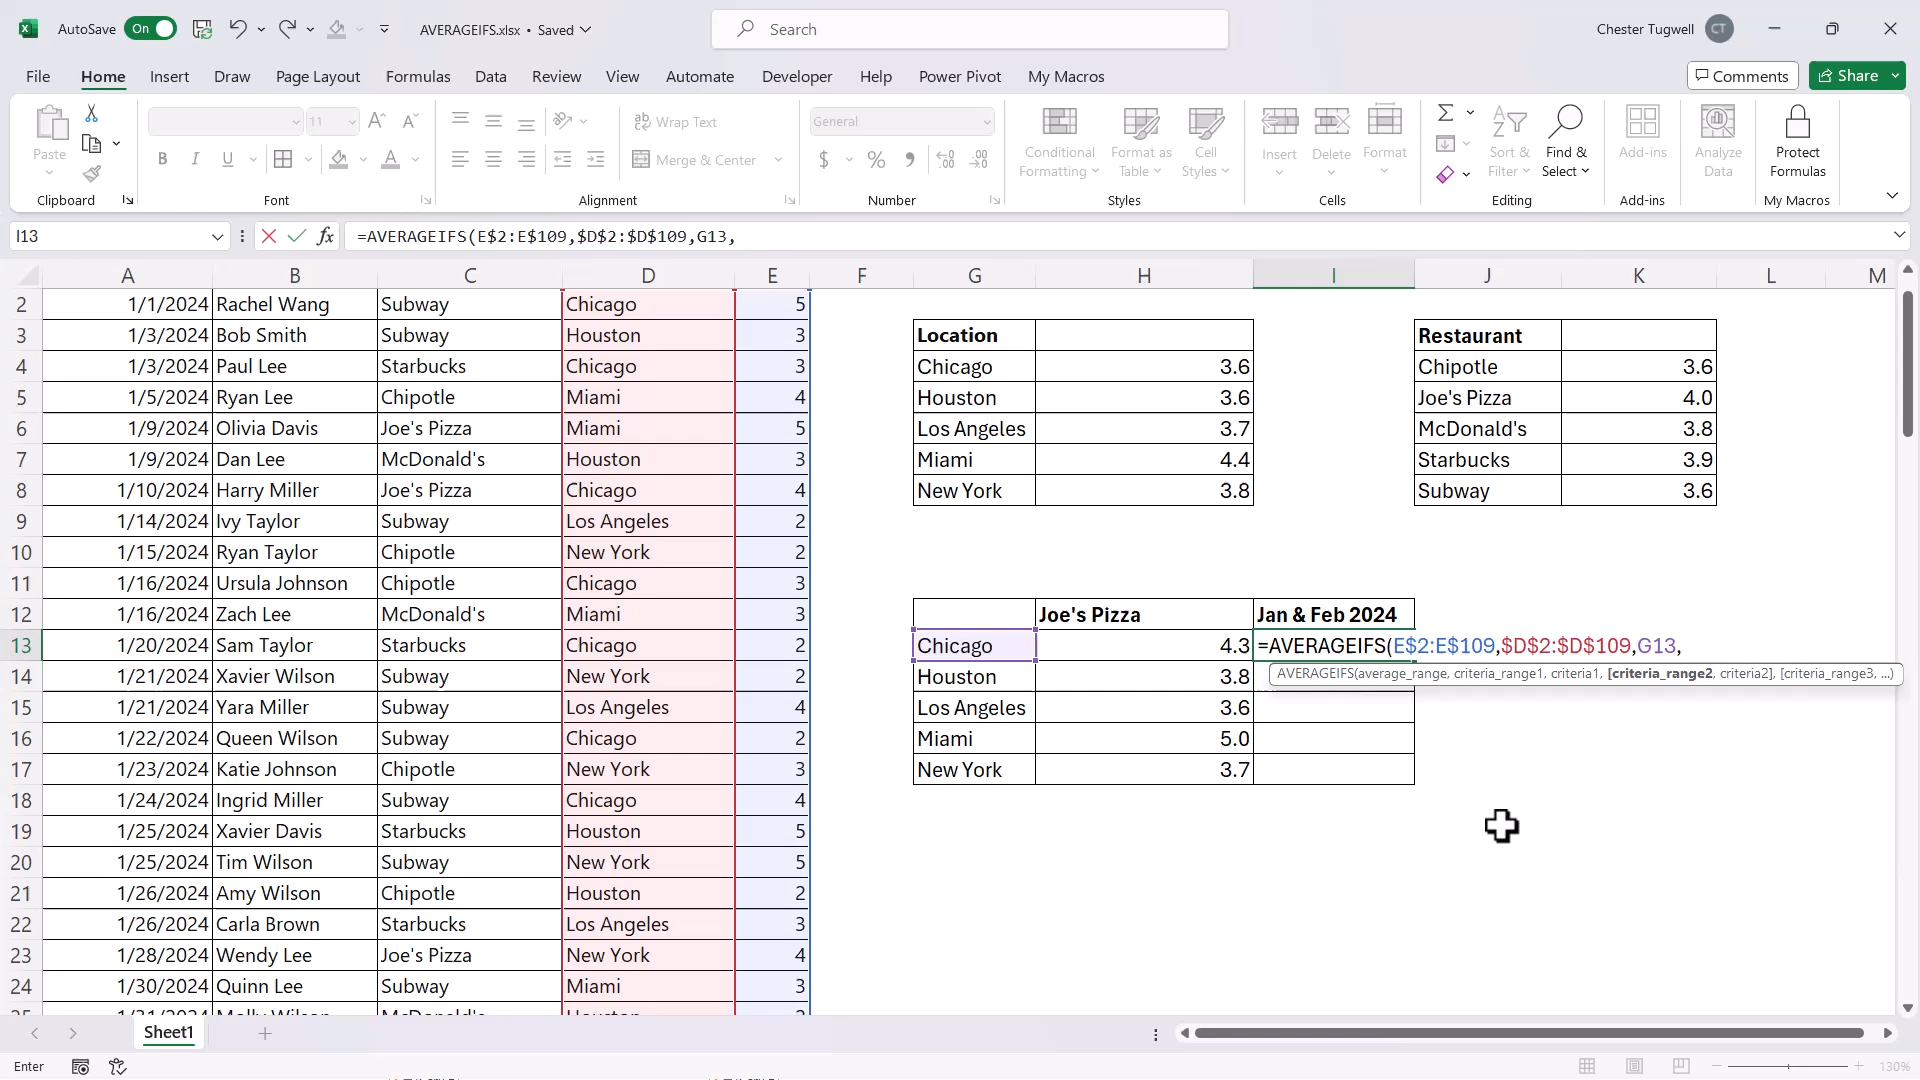 AutoSave On AVERAGEIFS.xlsx • Saved Search Chester Tugwell CT
File Home Insert Draw Page Layout Formulas Data Review View Automate Developer Help Power Pivot My Macros Comments Share
Paste 11 Wrap Text Merge & Center General $ % Conditional Formatting Format as Table Cell Styles Insert Delete Format Sort & Filter Find & Select Add-ins Analyze Data Protect Formulas
Clipboard Font Alignment Number Styles Cells Editing Add-ins My Macros
I13 fx =AVERAGEIFS(E$2:E$109,$D$2:$D$109,G13,
A B C D E F G H I J K L M
2 1/1/2024 Rachel Wang Subway Chicago 5
3 1/3/2024 Bob Smith Subway Houston 3 Location Restaurant
4 1/3/2024 Paul Lee Starbucks Chicago 3 Chicago 3.6 Chipotle 3.6
5 1/5/2024 Ryan Lee Chipotle Miami 4 Houston 3.6 Joe's Pizza 4.0
6 1/9/2024 Olivia Davis Joe's Pizza Miami 5 Los Angeles 3.7 McDonald's 3.8
7 1/9/2024 Dan Lee McDonald's Houston 3 Miami 4.4 Starbucks 3.9
8 1/10/2024 Harry Miller Joe's Pizza Chicago 4 New York 3.8 Subway 3.6
9 1/14/2024 Ivy Taylor Subway Los Angeles 2
10 1/15/2024 Ryan Taylor Chipotle New York 2
11 1/16/2024 Ursula Johnson Chipotle Chicago 3
12 1/16/2024 Zach Lee McDonald's Miami 3 Joe's Pizza Jan & Feb 2024
13 1/20/2024 Sam Taylor Starbucks Chicago 2 Chicago 4.3 =AVERAGEIFS(E$2:E$109,$D$2:$D$109,G13,
AVERAGEIFS(average_range, criteria_range1, criteria1, [criteria_range2, criteria2], [criteria_range3, ...)
14 1/21/2024 Xavier Wilson Subway New York 2 Houston 3.8
15 1/21/2024 Yara Miller Subway Los Angeles 4 Los Angeles 3.6
16 1/22/2024 Queen Wilson Subway Chicago 2 Miami 5.0
17 1/23/2024 Katie Johnson Chipotle New York 3 New York 3.7
18 1/24/2024 Ingrid Miller Subway Chicago 4
19 1/25/2024 Xavier Davis Starbucks Houston 5
20 1/25/2024 Tim Wilson Subway New York 5
21 1/26/2024 Amy Wilson Chipotle Houston 2
22 1/26/2024 Carla Brown Starbucks Los Angeles 3
23 1/28/2024 Wendy Lee Joe's Pizza New York 4
24 1/30/2024 Quinn Lee Subway Miami 3
Sheet1
Enter 130%